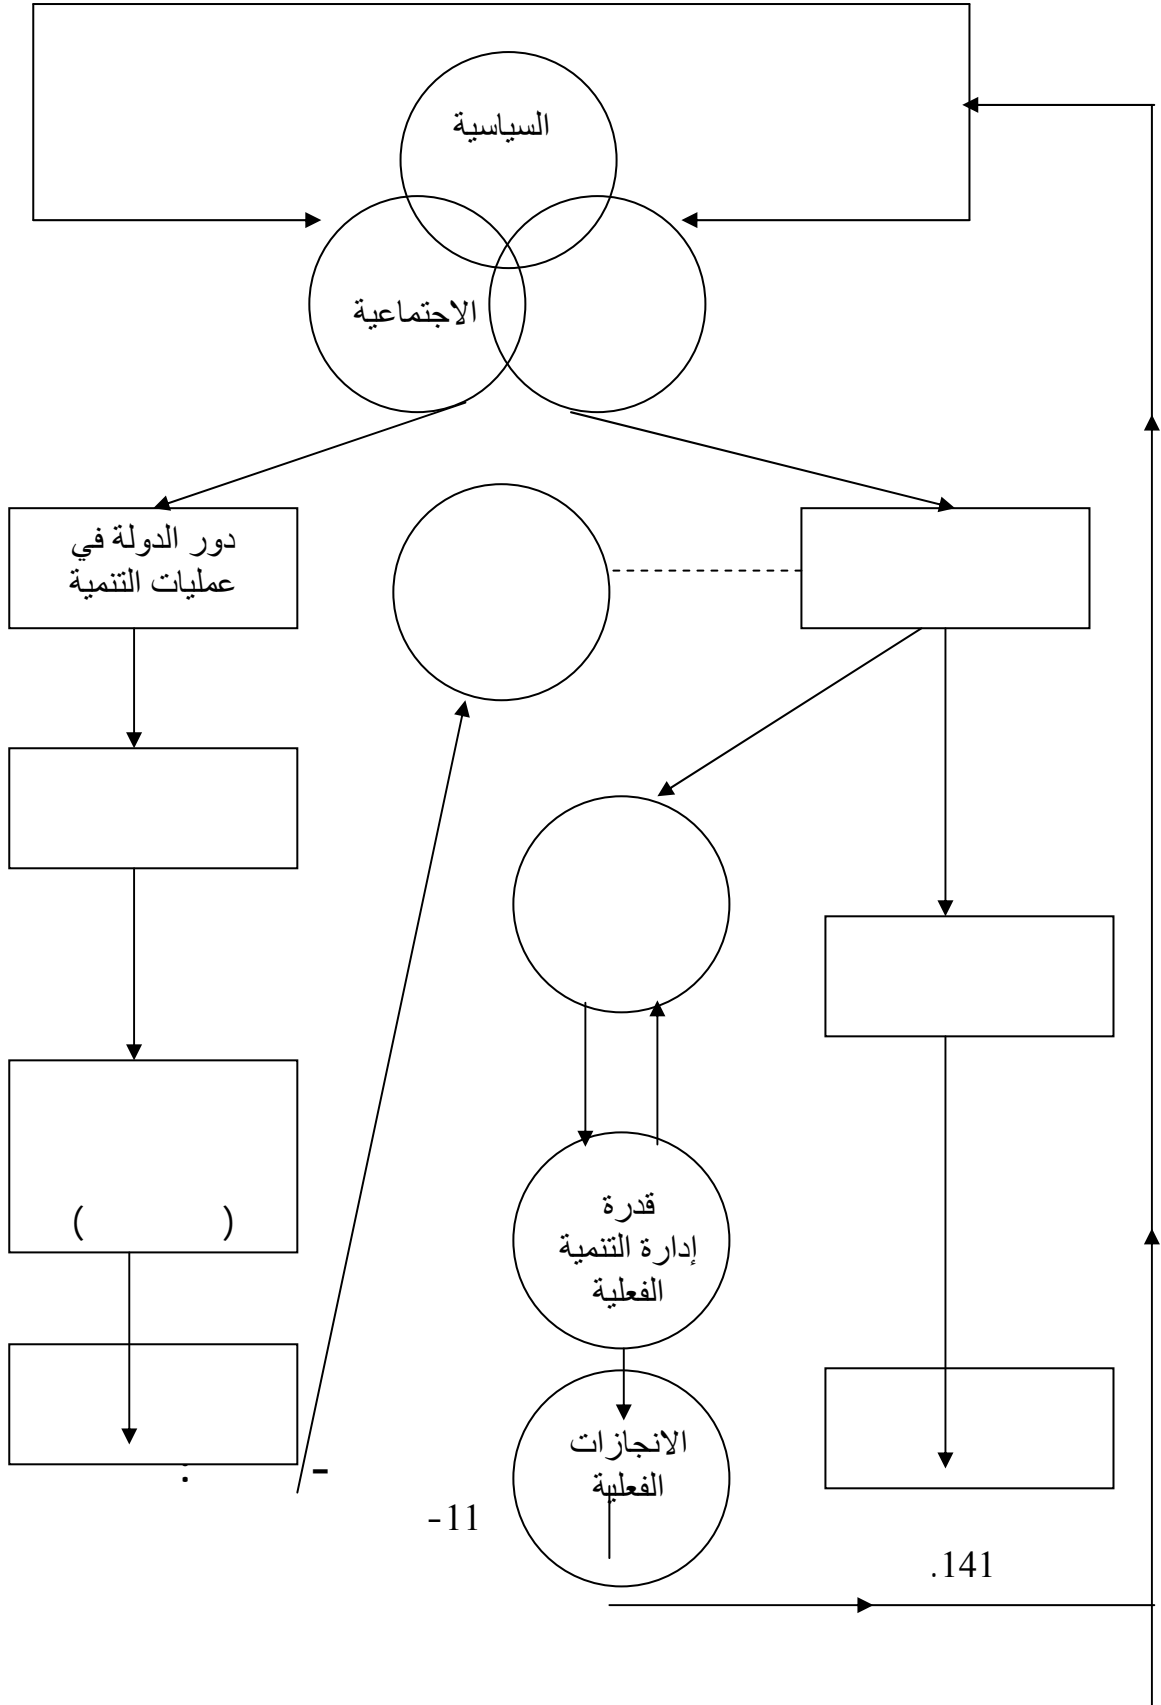 السياسية
الاجتماعية
دور الدولة في
عمليات التنمية
( )
قدرة
إدارة التنمية
الفعلية
الانجازات
الفعلية
: -
11-
141.